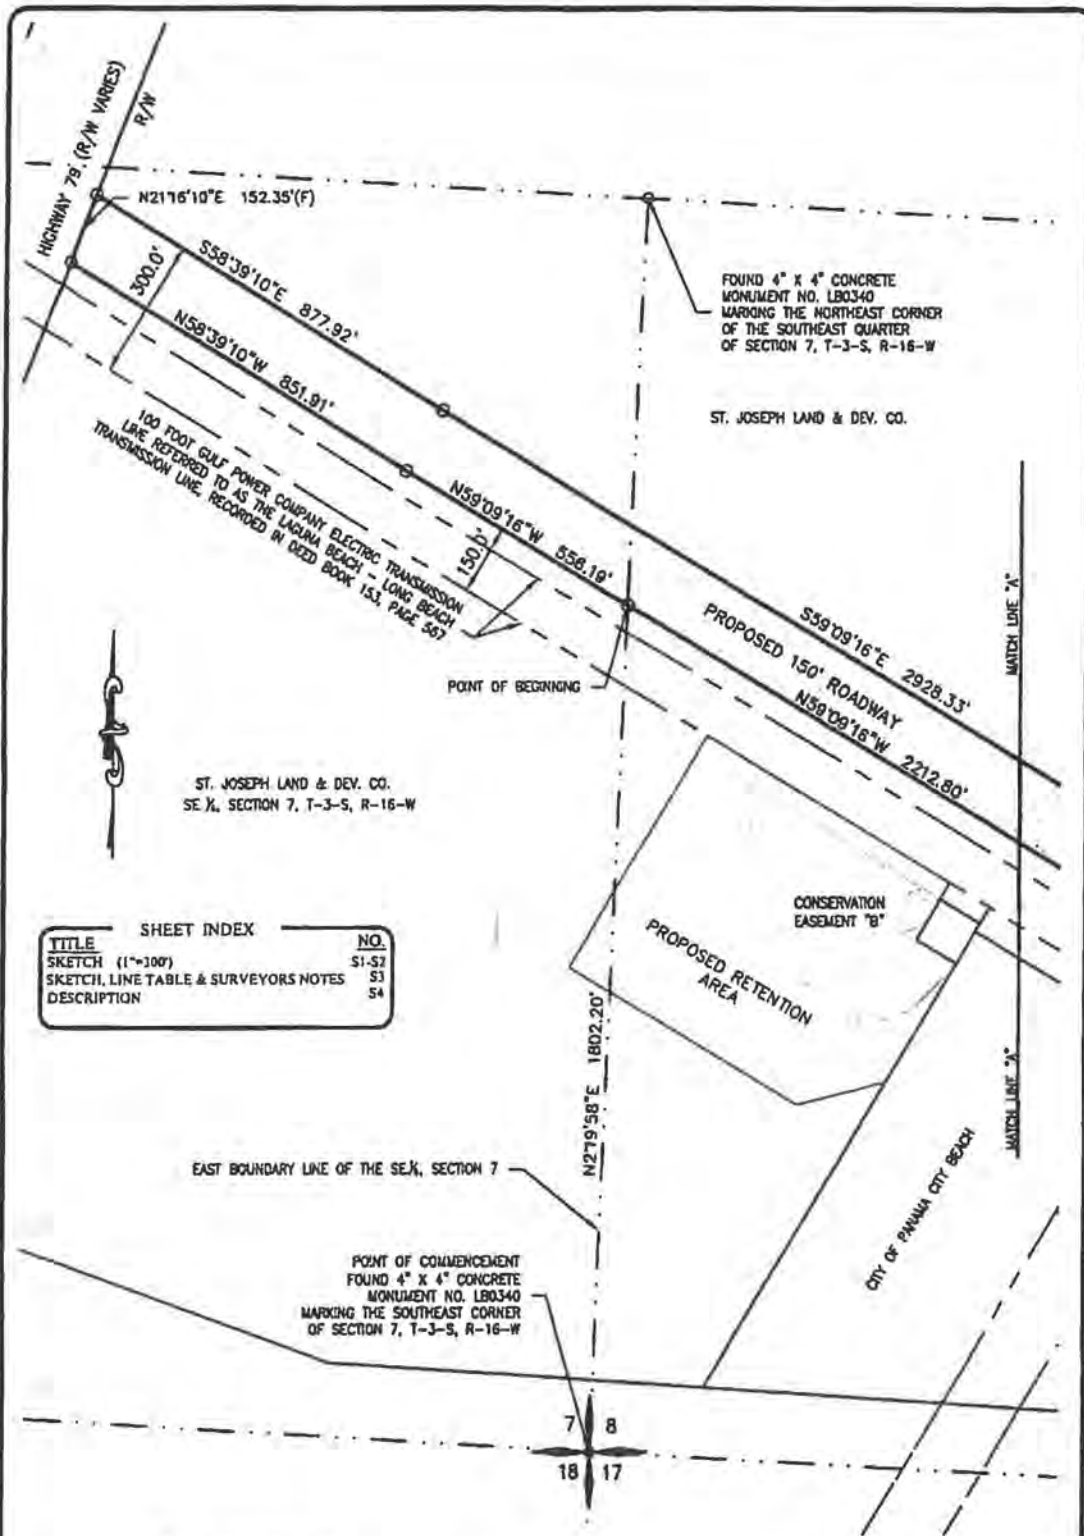 HIGHWAY 79 (R/W VARIES)
R/W
N21°16'10"E 152.35'(F)
300.0'
S58°39'10"E 877.92'
N58°39'10"W 851.91'
FOUND 4" X 4" CONCRETE
MONUMENT NO. LB0340
MARKING THE NORTHEAST CORNER
OF THE SOUTHEAST QUARTER
OF SECTION 7, T-3-S, R-16-W
ST. JOSEPH LAND & DEV. CO.
100 FOOT GULF POWER COMPANY ELECTRIC TRANSMISSION
LINE REFERRED TO AS THE LAGUNA BEACH - LONG BEACH
TRANSMISSION LINE, RECORDED IN DEED BOOK 153, PAGE 567
N59°09'16"W 556.19'
150.0'
MATCH LINE "A"
S59°09'16"E 2928.33'
PROPOSED 150' ROADWAY
N59°09'16"W 2212.80'
POINT OF BEGINNING
ST. JOSEPH LAND & DEV. CO.
SE ¼, SECTION 7, T-3-S, R-16-W
CONSERVATION
EASEMENT "B"
PROPOSED RETENTION
AREA
SHEET INDEX
TITLE NO.
SKETCH (1"=100') S1-S2
SKETCH, LINE TABLE & SURVEYORS NOTES S3
DESCRIPTION S4
N2°19'58"E 1802.20'
MATCH LINE "A"
EAST BOUNDARY LINE OF THE SE¼, SECTION 7
CITY OF PANAMA CITY BEACH
POINT OF COMMENCEMENT
FOUND 4" X 4" CONCRETE
MONUMENT NO. LB0340
MARKING THE SOUTHEAST CORNER
OF SECTION 7, T-3-S, R-16-W
7 8
18 17